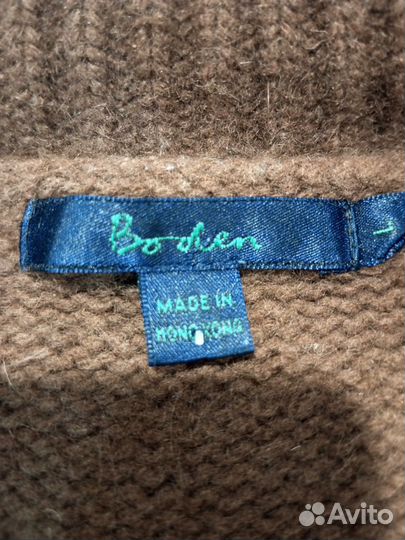 Boden
MADE IN
HONG KONG
Avito